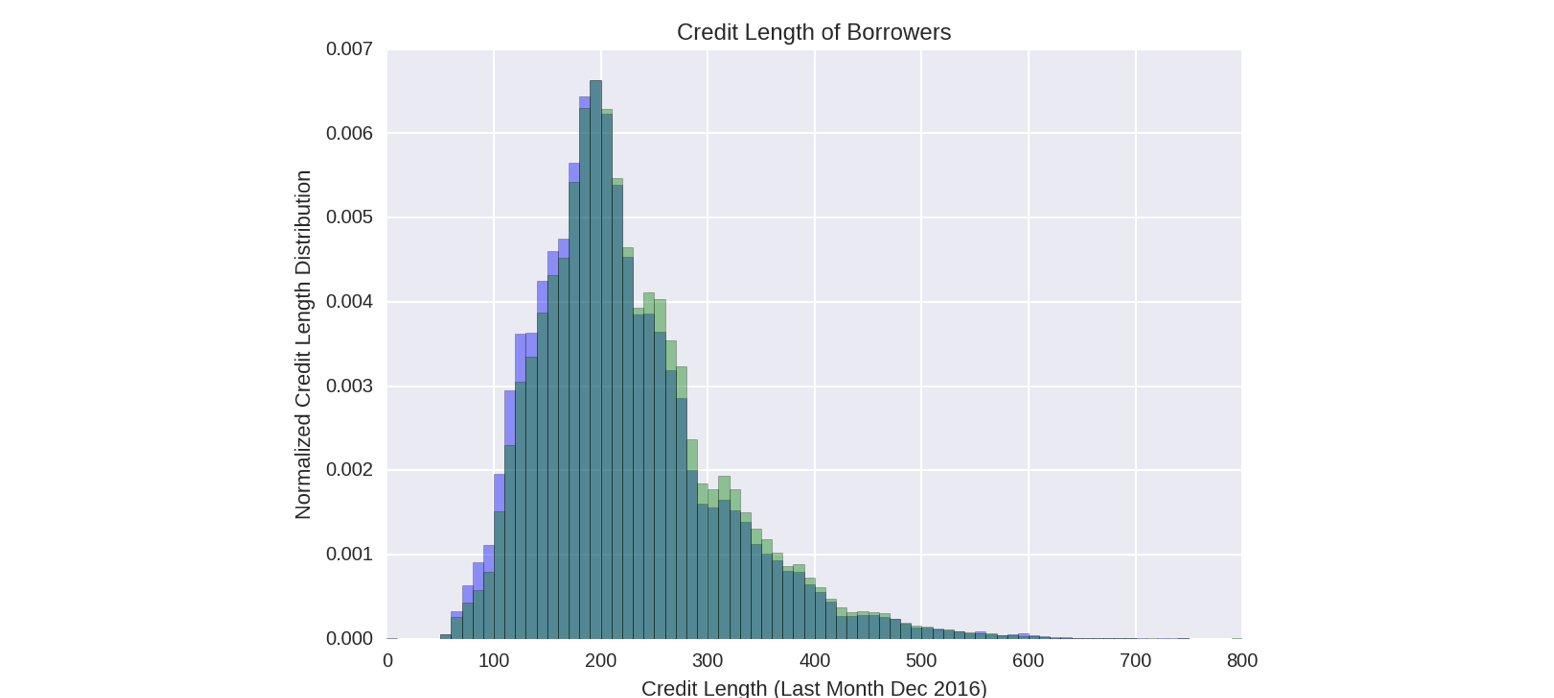 Credit Length of Borrowers
0.007
0.006
0.005
0.004
0.003
0.002
0.001
0.000
Normalized Credit Length Distribution
0 100 200 300 400 500 600 700 800
Credit Length (Last Month Dec 2016)